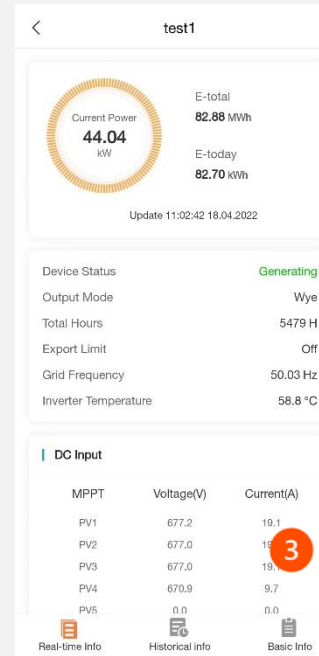 test1
Current Power
44.04
kW
E-total
82.88 MWh
E-today
82.70 kWh
Update 11:02:42 18.04.2022
Device Status Generating
Output Mode Wye
Total Hours 5479 H
Export Limit Off
Grid Frequency 50.03 Hz
Inverter Temperature 58.8 °C
DC Input
MPPT Voltage(V) Current(A)
PV1 677.2 19.1
PV2 677.0
3
PV3 677.0
PV4 670.9 9.7
PV5 0.0 0.0
Real-time Info Historical info Basic Info